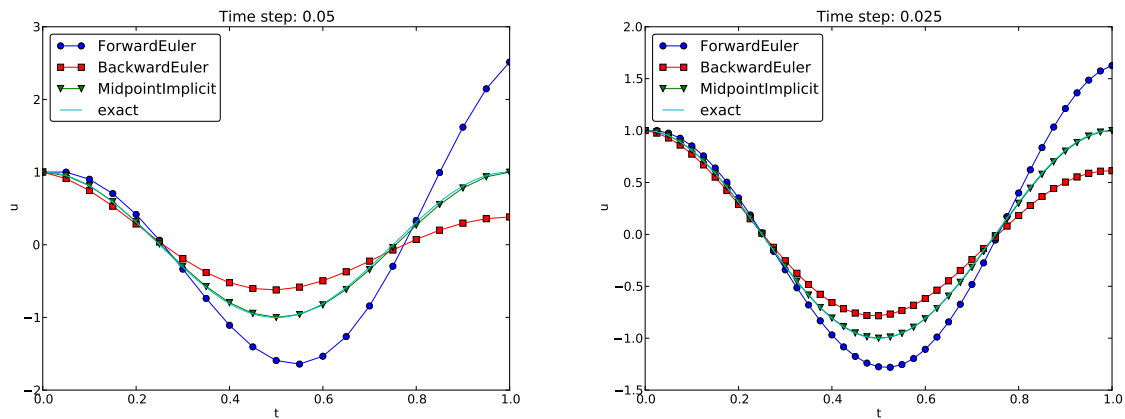 Time step: 0.05
3
2
1
0
−1
−2
u
ForwardEuler
BackwardEuler
MidpointImplicit
exact
0.0
0.2
0.4
0.6
0.8
1.0
t
Time step: 0.025
2.0
1.5
1.0
0.5
0.0
−0.5
−1.0
−1.5
u
ForwardEuler
BackwardEuler
MidpointImplicit
exact
0.0
0.2
0.4
0.6
0.8
1.0
t